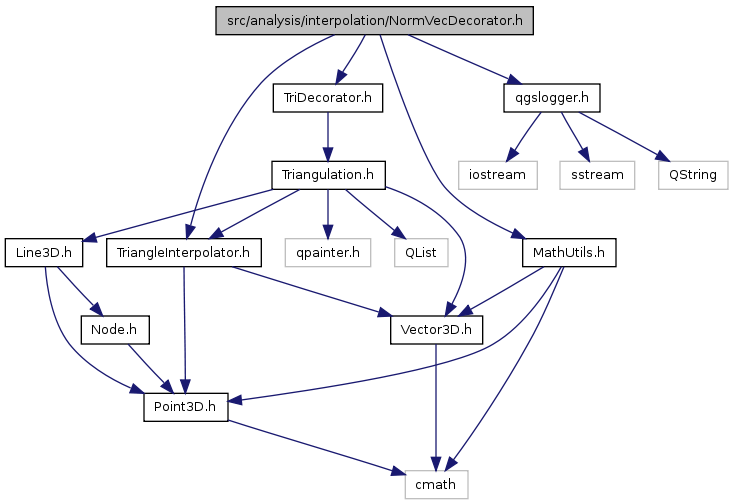 src/analysis/interpolation/NormVecDecorator.h
TriDecorator.h
qgslogger.h
Triangulation.h
iostream
sstream
QString
Line3D.h
TriangleInterpolator.h
qpainter.h
QList
MathUtils.h
Node.h
Vector3D.h
Point3D.h
cmath